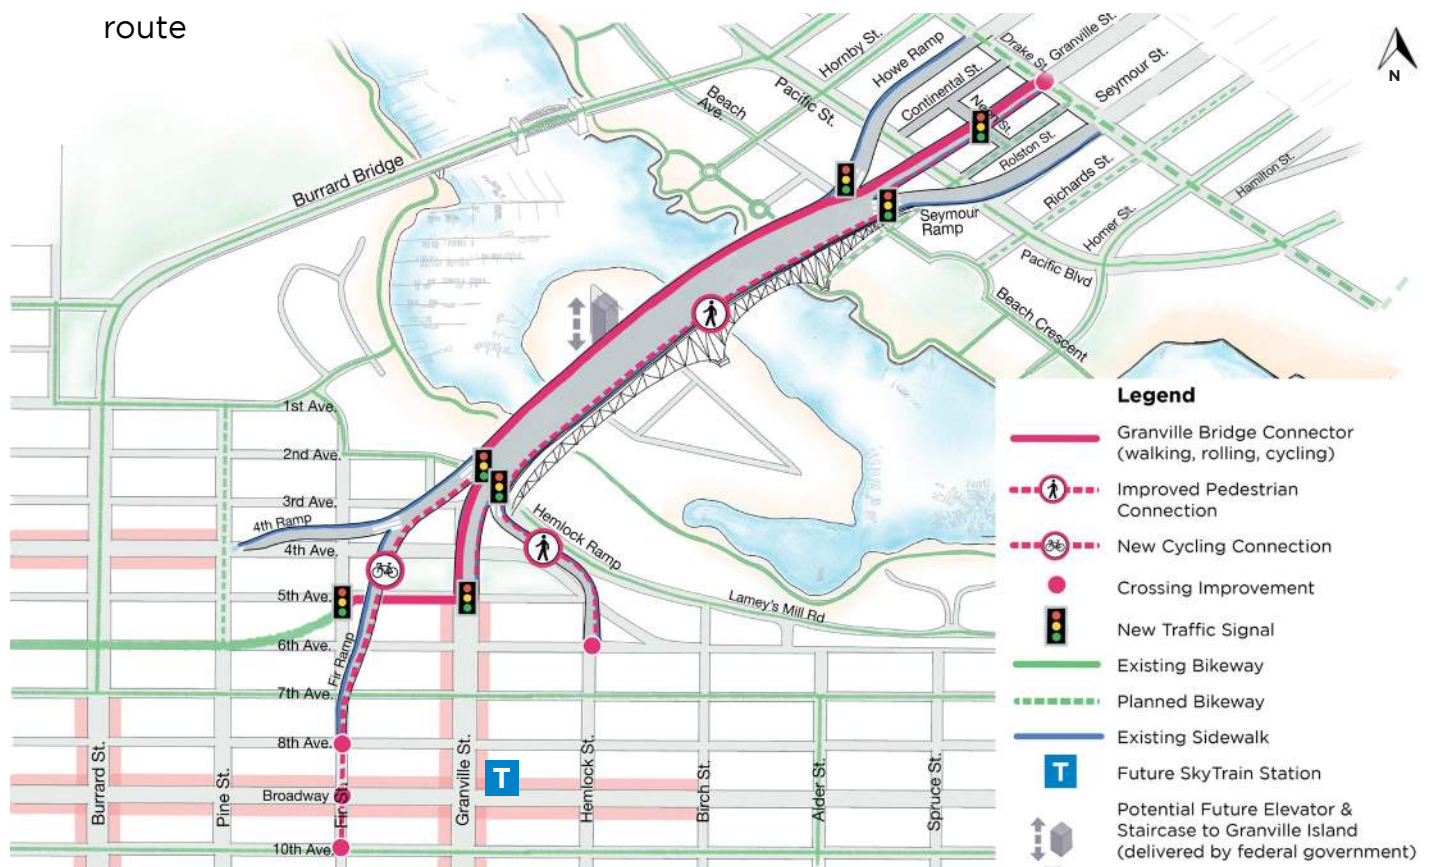 route
Hornby St.
Howe Ramp
Drake St.
Granville St.
Continental St.
Seymour St.
N
Beach
Ave.
Pacific St.
Neon St.
Rolston St.
Burrard Bridge
Richards St.
Hamilton St.
Seymour
Ramp
Homer St.
Pacific Blvd
Beach Crescent
1st Ave.
2nd Ave.
3rd Ave.
4th Ramp
4th Ave.
Hemlock Ramp
5th Ave.
Lamey's Mill Rd
6th Ave.
Fir Ramp
7th Ave.
8th Ave.
Burrard St.
Pine St.
Fir St.
Granville St.
Hemlock St.
Birch St.
Alder St.
Spruce St.
T
Broadway
10th Ave.
Legend
Granville Bridge Connector
(walking, rolling, cycling)
Improved Pedestrian
Connection
New Cycling Connection
Crossing Improvement
New Traffic Signal
Existing Bikeway
Planned Bikeway
Existing Sidewalk
T
Future SkyTrain Station
Potential Future Elevator &
Staircase to Granville Island
(delivered by federal government)